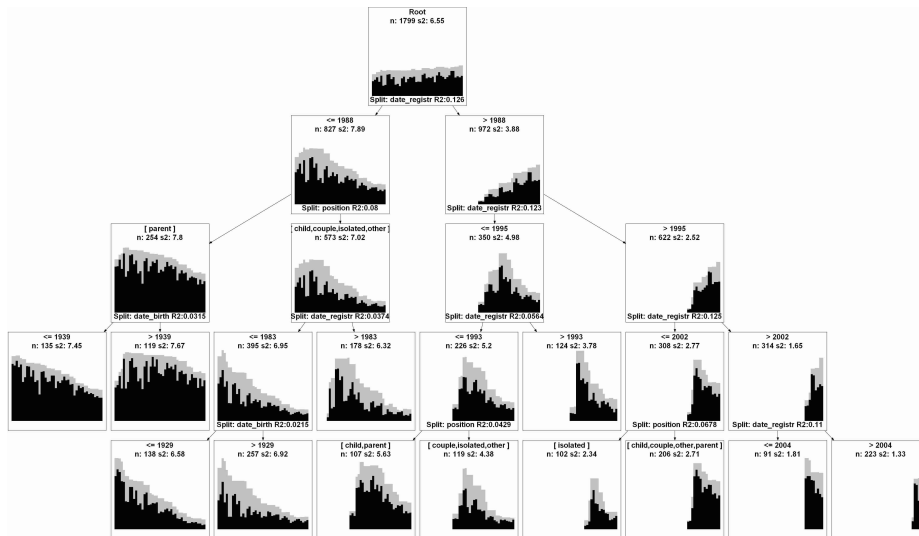 Root
n: 1799 s2: 6.55
Split: date_registr R2:0.126
<= 1988
n: 827 s2: 7.89
Split: position R2:0.08
> 1988
n: 972 s2: 3.88
Split: date_registr R2:0.123
[ parent ]
n: 254 s2: 7.8
Split: date_birth R2:0.0315
[ child,couple,isolated,other ]
n: 573 s2: 7.02
Split: date_registr R2:0.0374
<= 1995
n: 350 s2: 4.98
Split: date_registr R2:0.0564
> 1995
n: 622 s2: 2.52
Split: date_registr R2:0.125
<= 1939
n: 135 s2: 7.45
> 1939
n: 119 s2: 7.67
<= 1983
n: 395 s2: 6.95
Split: date_birth R2:0.0215
> 1983
n: 178 s2: 6.32
<= 1993
n: 226 s2: 5.2
Split: position R2:0.0429
> 1993
n: 124 s2: 3.78
<= 2002
n: 308 s2: 2.77
Split: position R2:0.0678
> 2002
n: 314 s2: 1.65
Split: date_registr R2:0.11
<= 1929
n: 138 s2: 6.58
> 1929
n: 257 s2: 6.92
[ child,parent ]
n: 107 s2: 5.63
[ couple,isolated,other ]
n: 119 s2: 4.38
[ isolated ]
n: 102 s2: 2.34
[ child,couple,other,parent ]
n: 206 s2: 2.71
<= 2004
n: 91 s2: 1.81
> 2004
n: 223 s2: 1.33